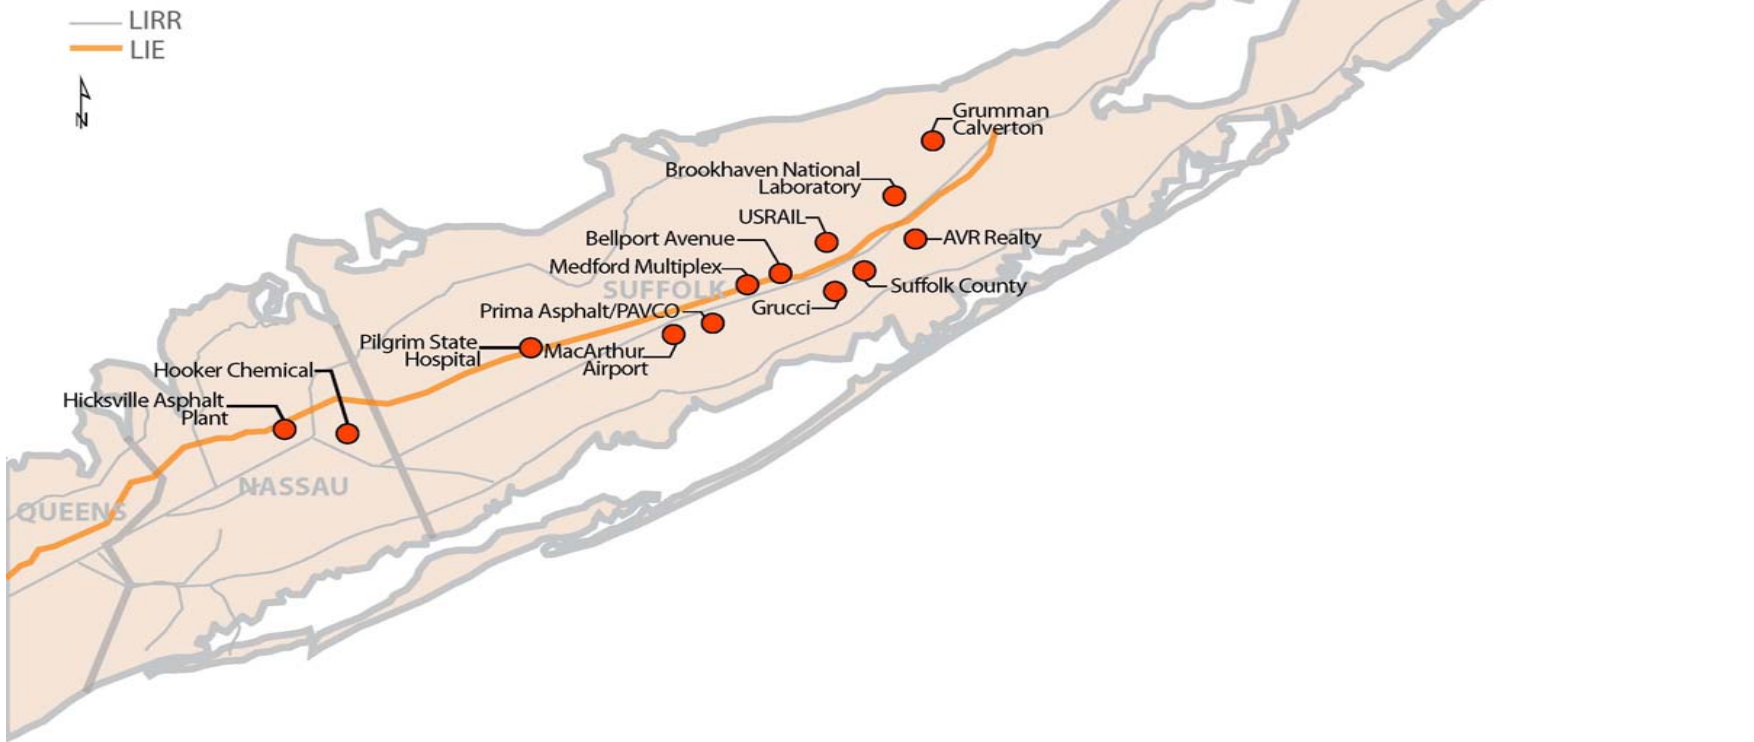 LIRR
LIE
N
Grumman
Calverton
Brookhaven National
Laboratory
USRAIL
Bellport Avenue
AVR Realty
Medford Multiplex
SUFFOLK
Suffolk County
Grucci
Prima Asphalt/PAVCO
Pilgrim State
Hospital
MacArthur
Airport
Hooker Chemical
Hicksville Asphalt
Plant
NASSAU
QUEENS